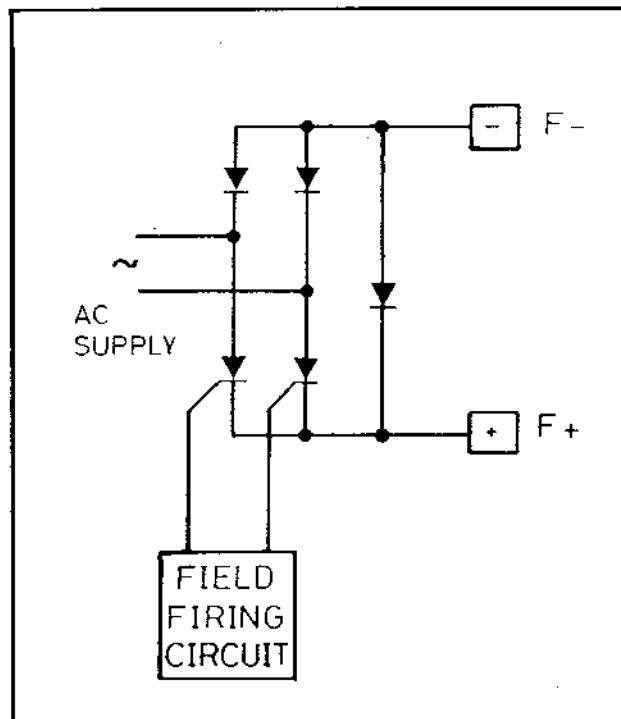 - F-
~
AC
SUPPLY
+ F+
FIELD
FIRING
CIRCUIT